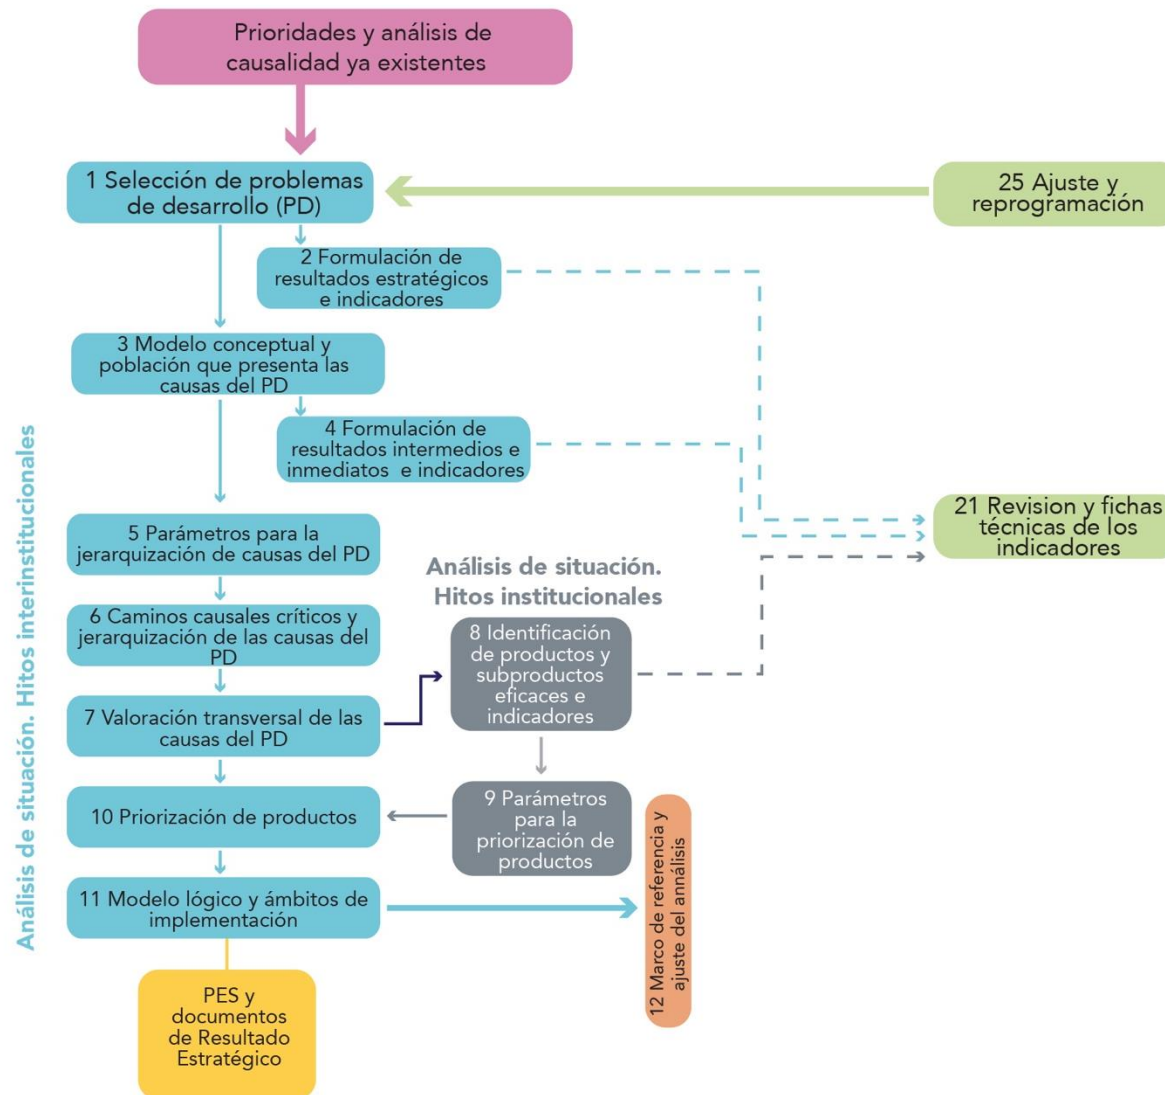 Prioridades y análisis de
causalidad ya existentes
1 Selección de problemas
de desarrollo (PD)
25 Ajuste y
reprogramación
2 Formulación de
resultados estratégicos
e indicadores
3 Modelo conceptual y
población que presenta las
causas del PD
4 Formulación de
resultados intermedios e
inmediatos e indicadores
21 Revision y fichas
técnicas de los
indicadores
5 Parámetros para la
jerarquización de causas del PD
6 Caminos causales críticos y
jerarquización de las causas del
PD
7 Valoración transversal de las
causas del PD
Análisis de situación.
Hitos institucionales
8 Identificación
de productos y
subproductos
eficaces e
indicadores
9 Parámetros
para la
priorización de
productos
10 Priorización de productos
11 Modelo lógico y ámbitos de
implementación
12 Marco de referencia y
ajuste del annálisis
PES y
documentos
de Resultado
Estratégico
Análisis de situación. Hitos interinstitucionales